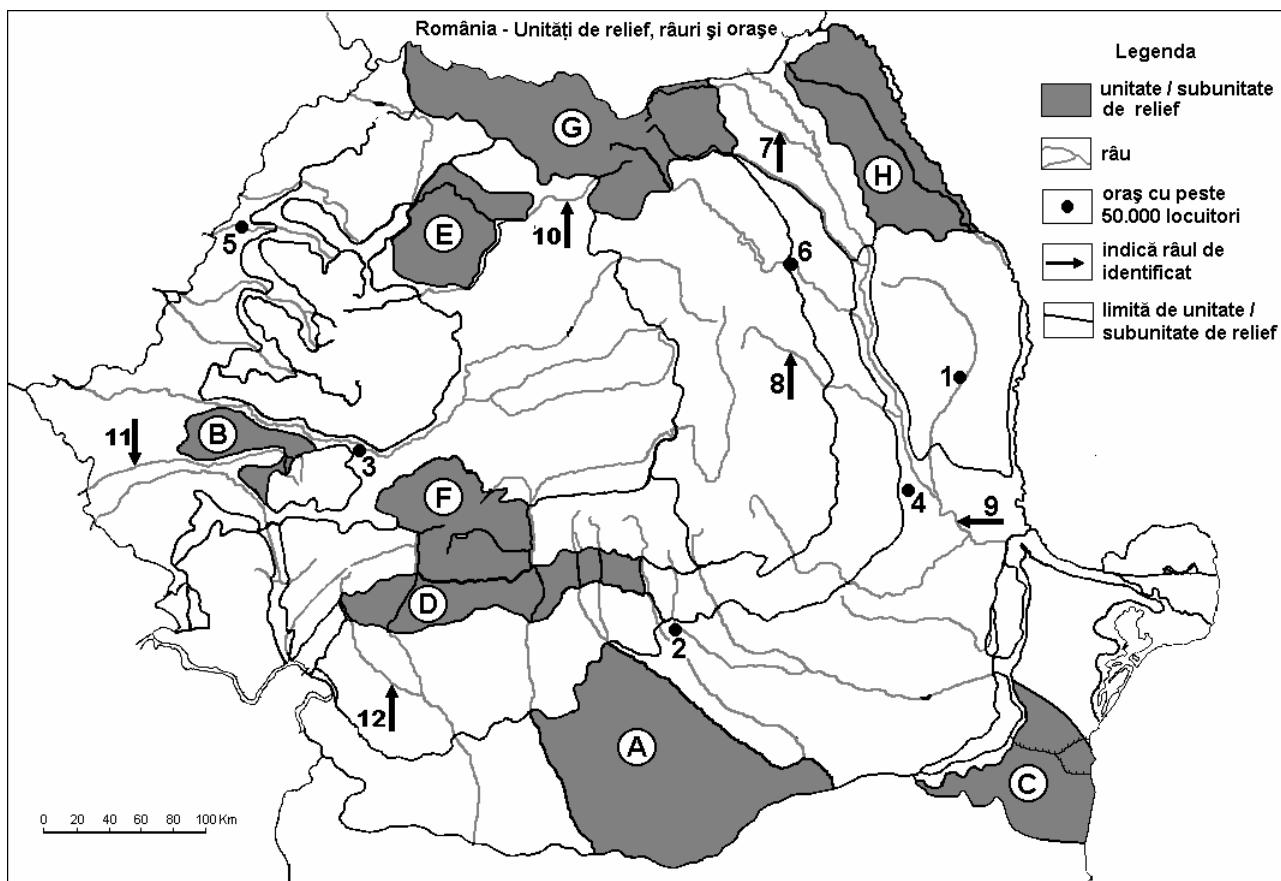 România - Unităţi de relief, râuri şi oraşe
Legenda
unitate / subunitate
de relief
râu
oraş cu peste
50.000 locuitori
indică râul de
identificat
limită de unitate /
subunitate de relief
G
7
H
E
10
5
6
8
1
11
B
3
F
4
9
D
2
12
A
C
0 20 40 60 80 100 Km